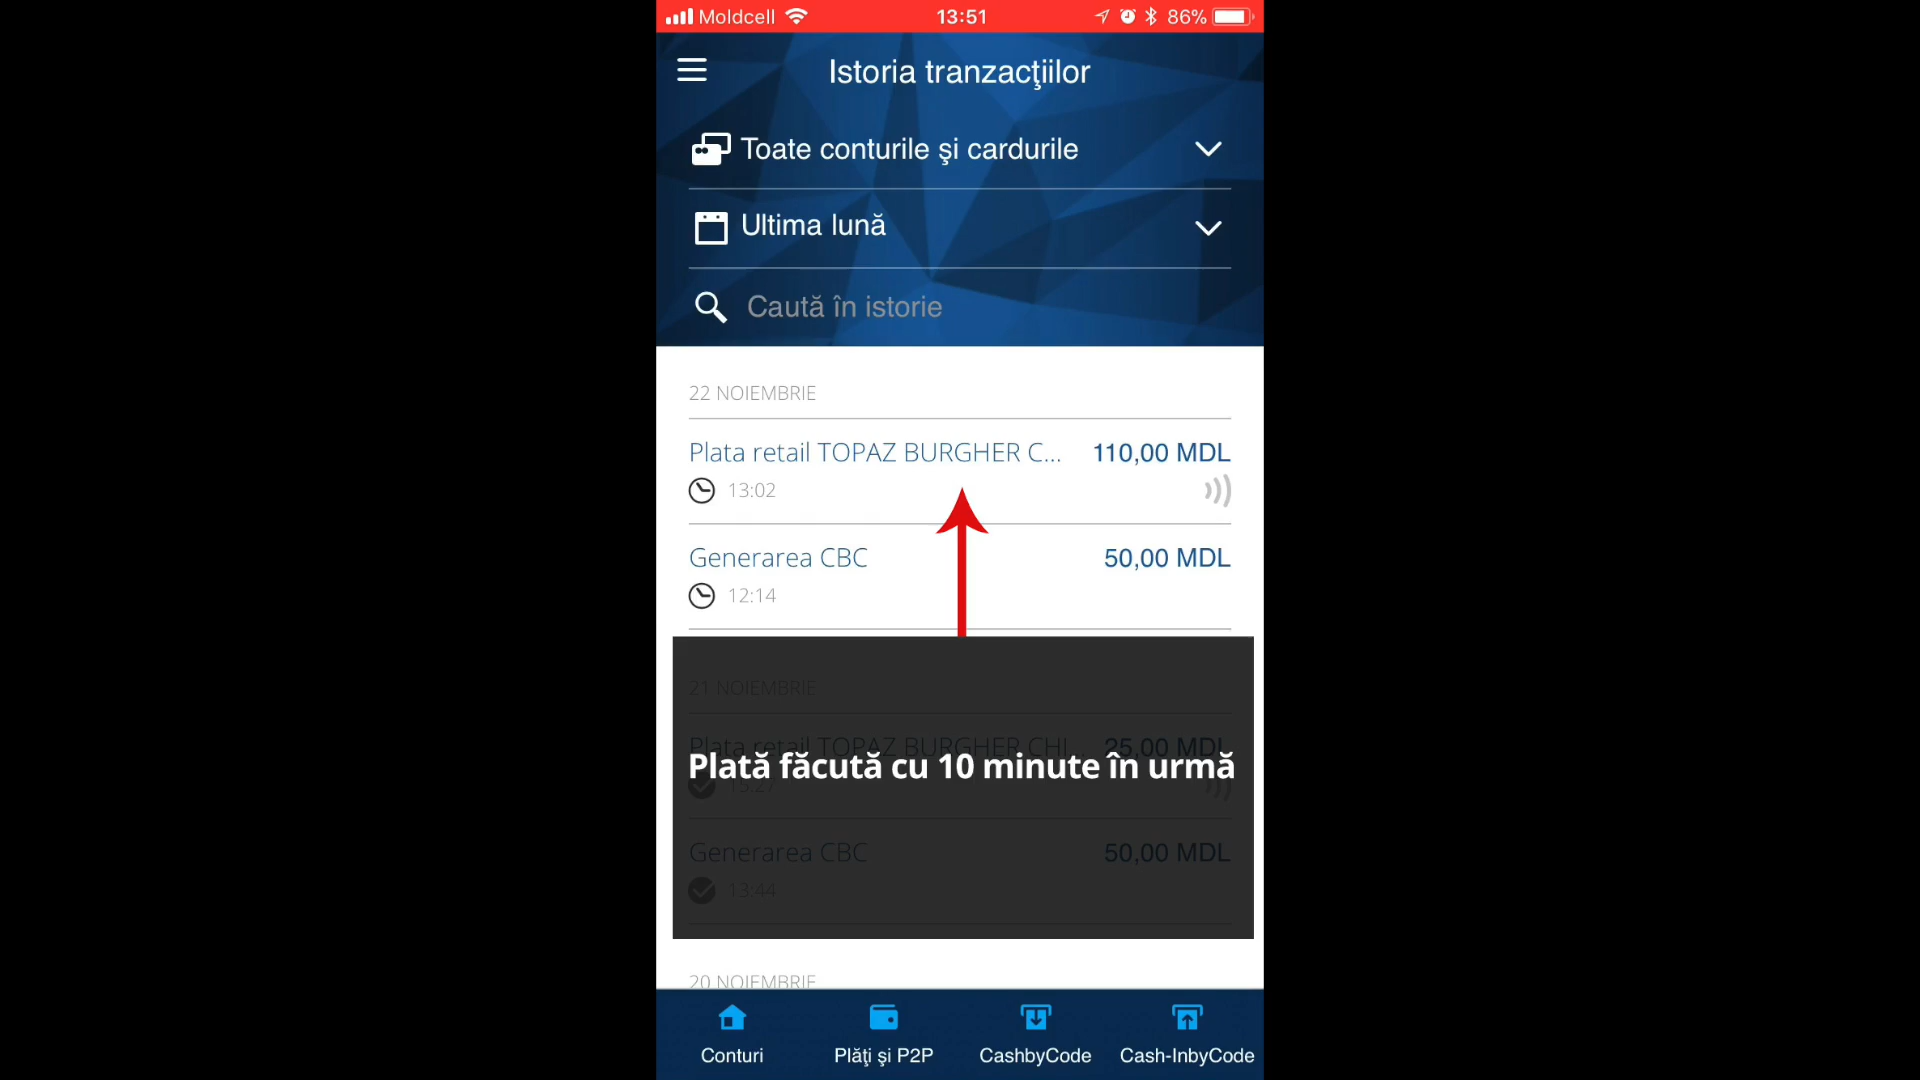 Moldcell 13:51 86%
Istoria tranzacţiilor
Toate conturile şi cardurile
Ultima lună
Caută în istorie
22 NOIEMBRIE
Plata retail TOPAZ BURGHER C... 110,00 MDL
13:02
Generarea CBC 50,00 MDL
12:14
21 NOIEMBRIE
Plata retail TOPAZ BURGHER CHI... 25,00 MDL
Plată făcută cu 10 minute în urmă
15:27
Generarea CBC 50,00 MDL
13:44
20 NOIEMBRIE
Conturi Plăţi şi P2P CashbyCode Cash-InbyCode